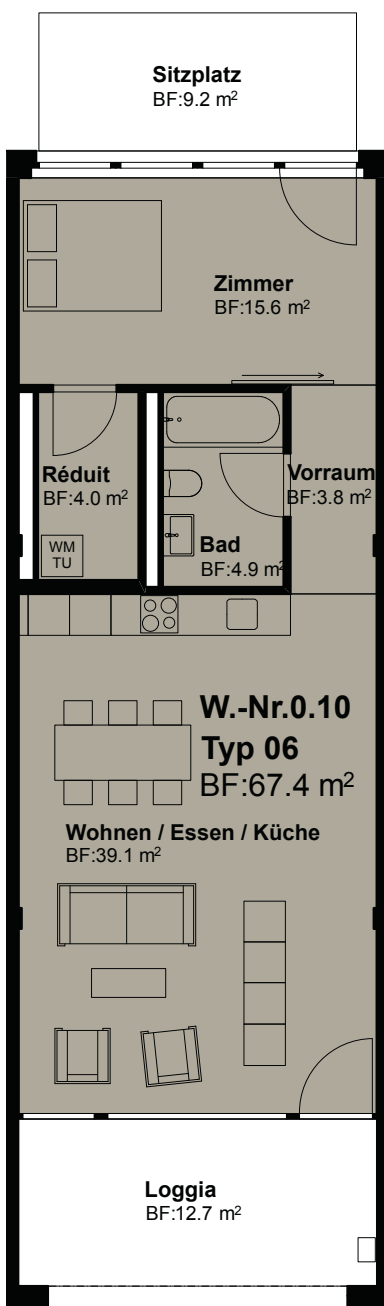 Sitzplatz
BF:9.2 m²
Zimmer
BF:15.6 m²
Réduit
BF:4.0 m²
Vorraum
BF:3.8 m²
WM
TU
Bad
BF:4.9 m²
W.-Nr.0.10
Typ 06
BF:67.4 m²
Wohnen / Essen / Küche
BF:39.1 m²
Loggia
BF:12.7 m²